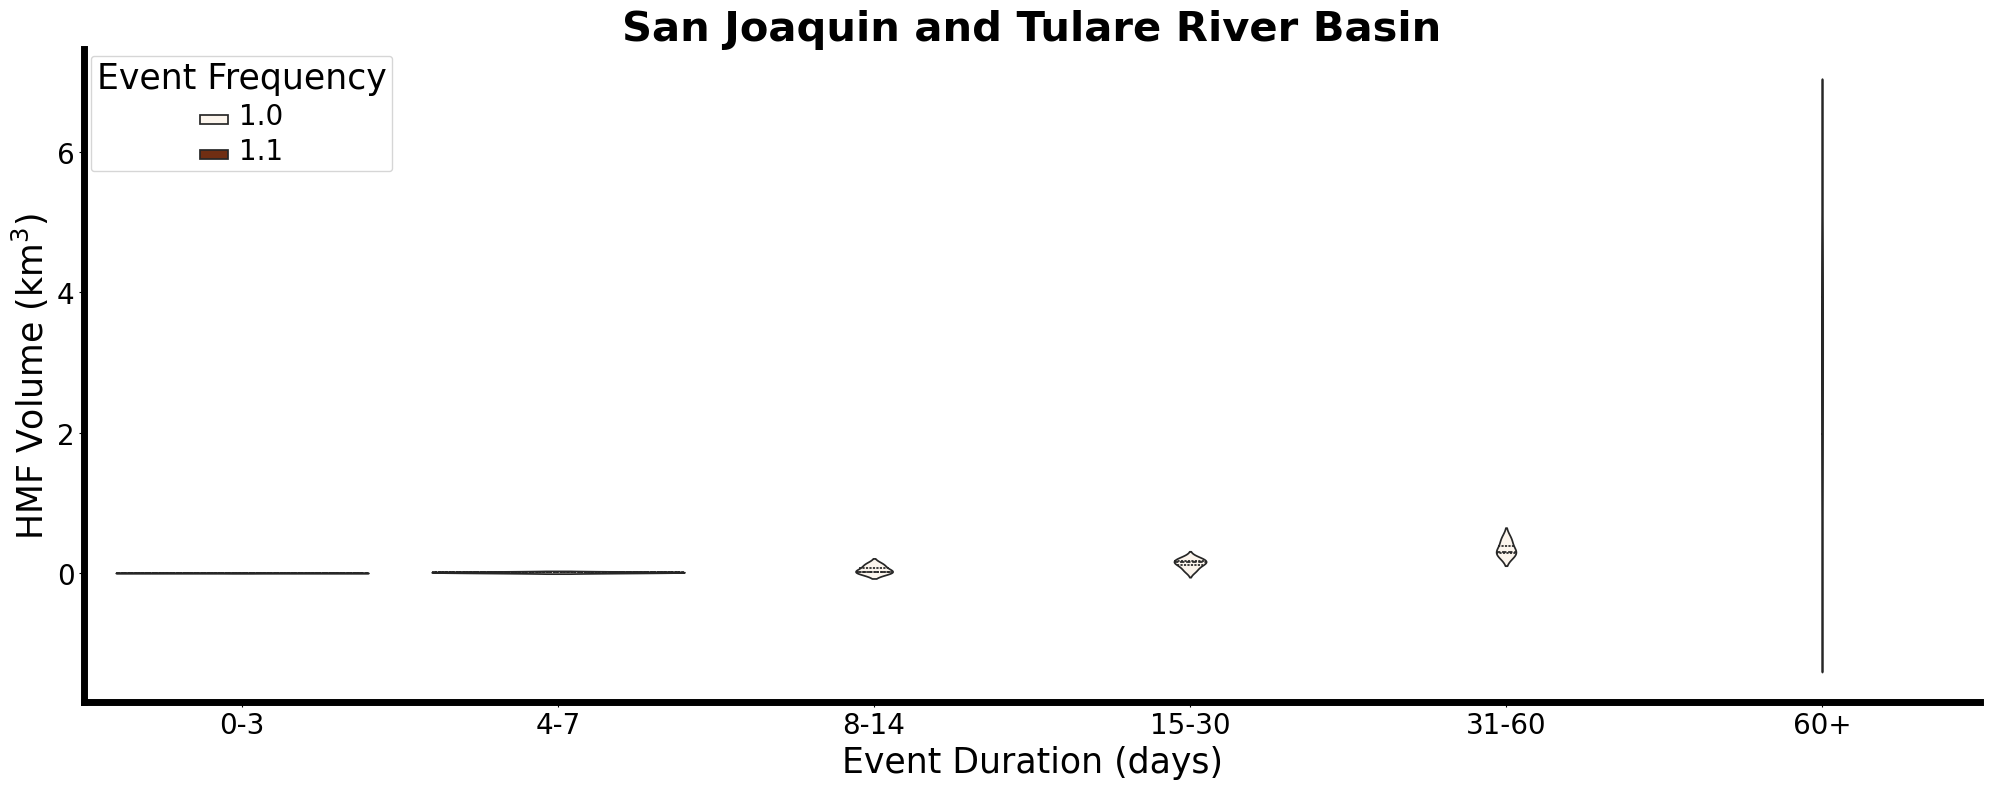 San Joaquin and Tulare River Basin
Event Frequency
1.0
1.1
HMF Volume (km³)
6
4
2
0
0-3 4-7 8-14 15-30 31-60 60+
Event Duration (days)